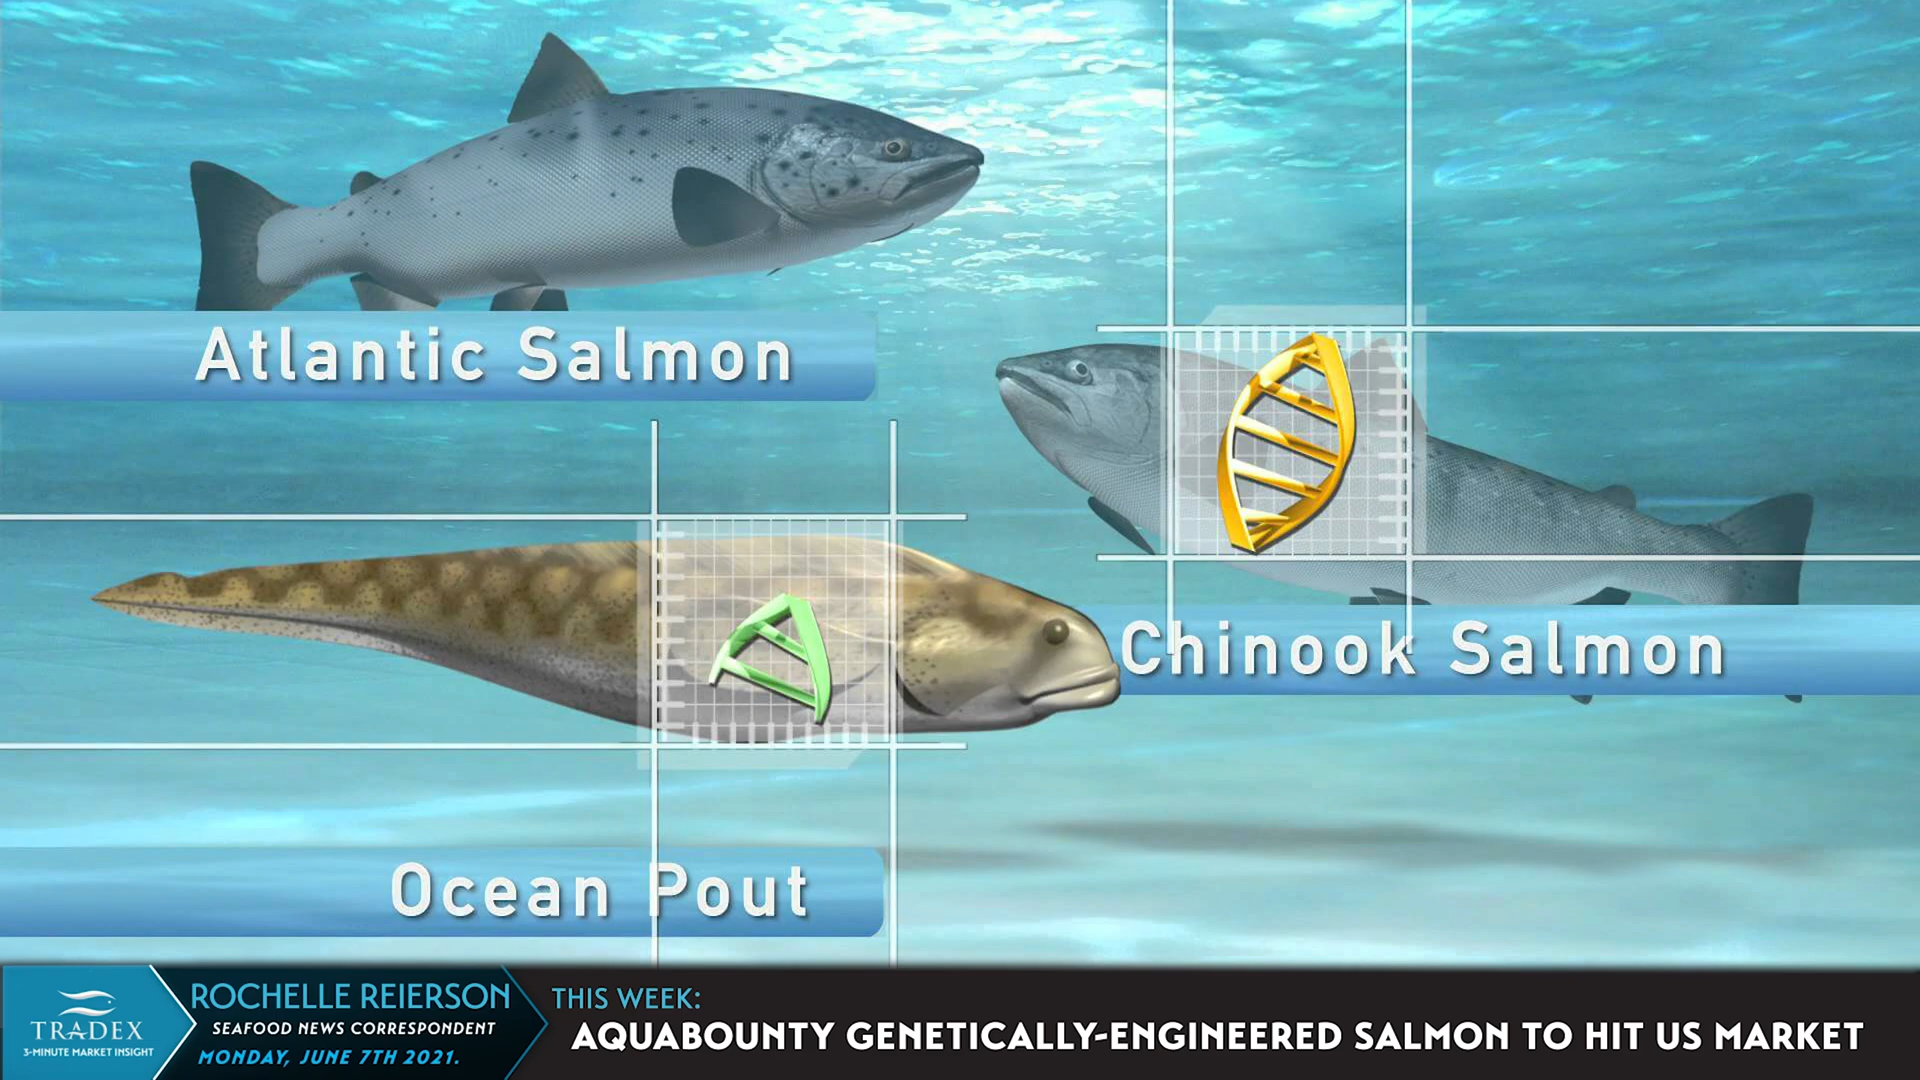 Atlantic Salmon
Chinook Salmon
Ocean Pout
TRADEX
3-MINUTE MARKET INSIGHT
ROCHELLE REIERSON
SEAFOOD NEWS CORRESPONDENT
MONDAY, JUNE 7TH 2021.
THIS WEEK:
AQUABOUNTY GENETICALLY-ENGINEERED SALMON TO HIT US MARKET